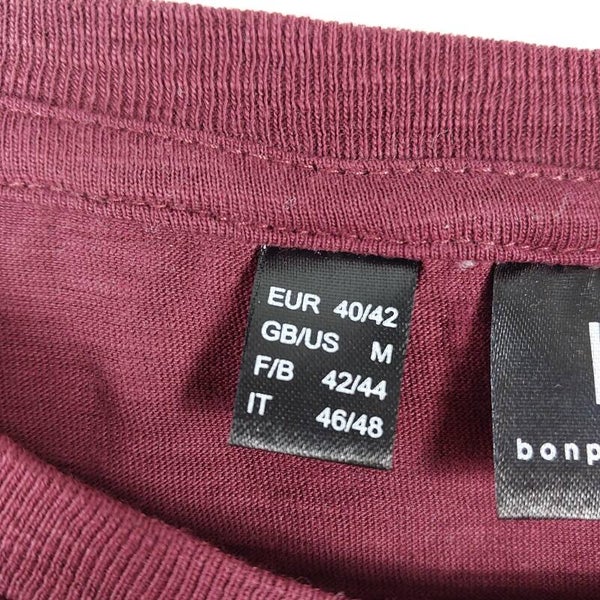 EUR 40/42
GB/US M
F/B 42/44
IT 46/48
bonp